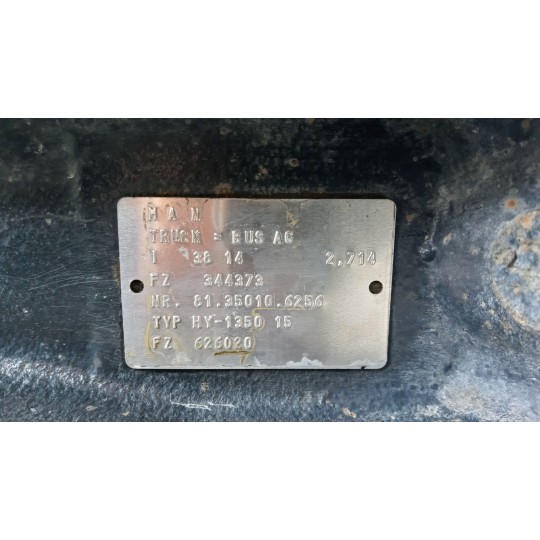 M A N
TRUCK = BUS AG
I 38 14 2,714
FZ 344373
NR. 81.35010.6256
TYP HY-1350 15
FZ 626020